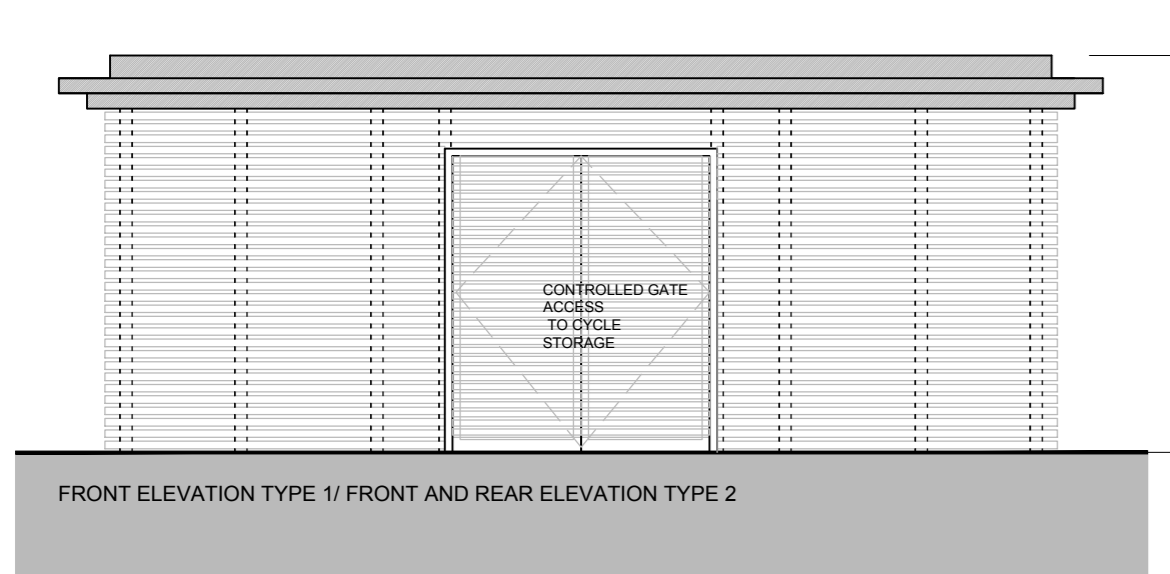 CONTROLLED GATE
ACCESS
TO CYCLE
STORAGE
FRONT ELEVATION TYPE 1/ FRONT AND REAR ELEVATION TYPE 2